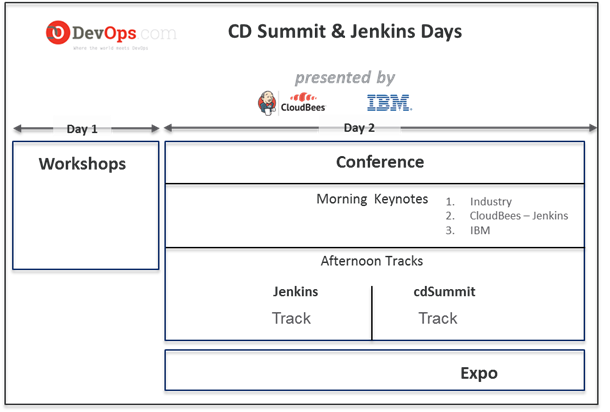 DevOps.com
where the world meets DevOps
CD Summit & Jenkins Days
presented by
CloudBees
IBM
Day 1
Day 2
Workshops
Conference
Morning Keynotes
1. Industry
2. CloudBees – Jenkins
3. IBM
Afternoon Tracks
Jenkins
Track
cdSummit
Track
Expo